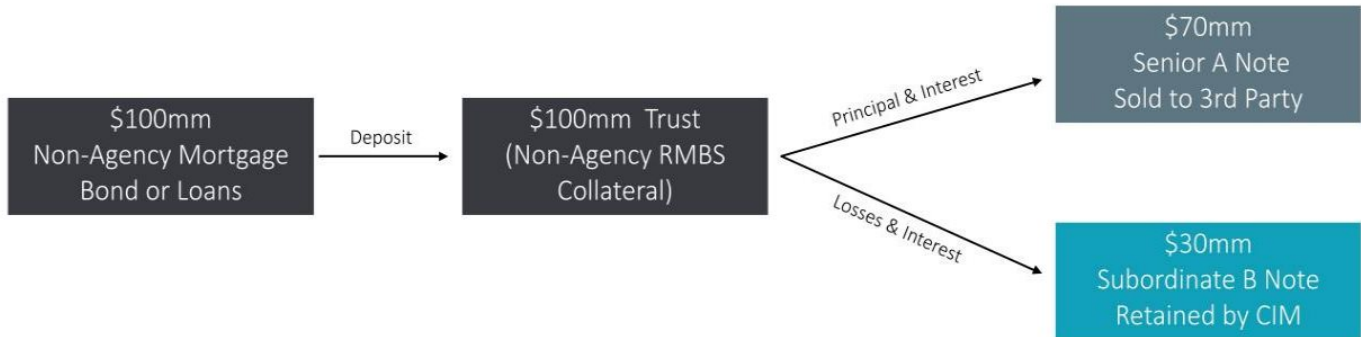 $100mm
Non-Agency Mortgage
Bond or Loans
Deposit
$100mm Trust
(Non-Agency RMBS
Collateral)
Principal & Interest
Losses & Interest
$70mm
Senior A Note
Sold to 3rd Party
$30mm
Subordinate B Note
Retained by CIM